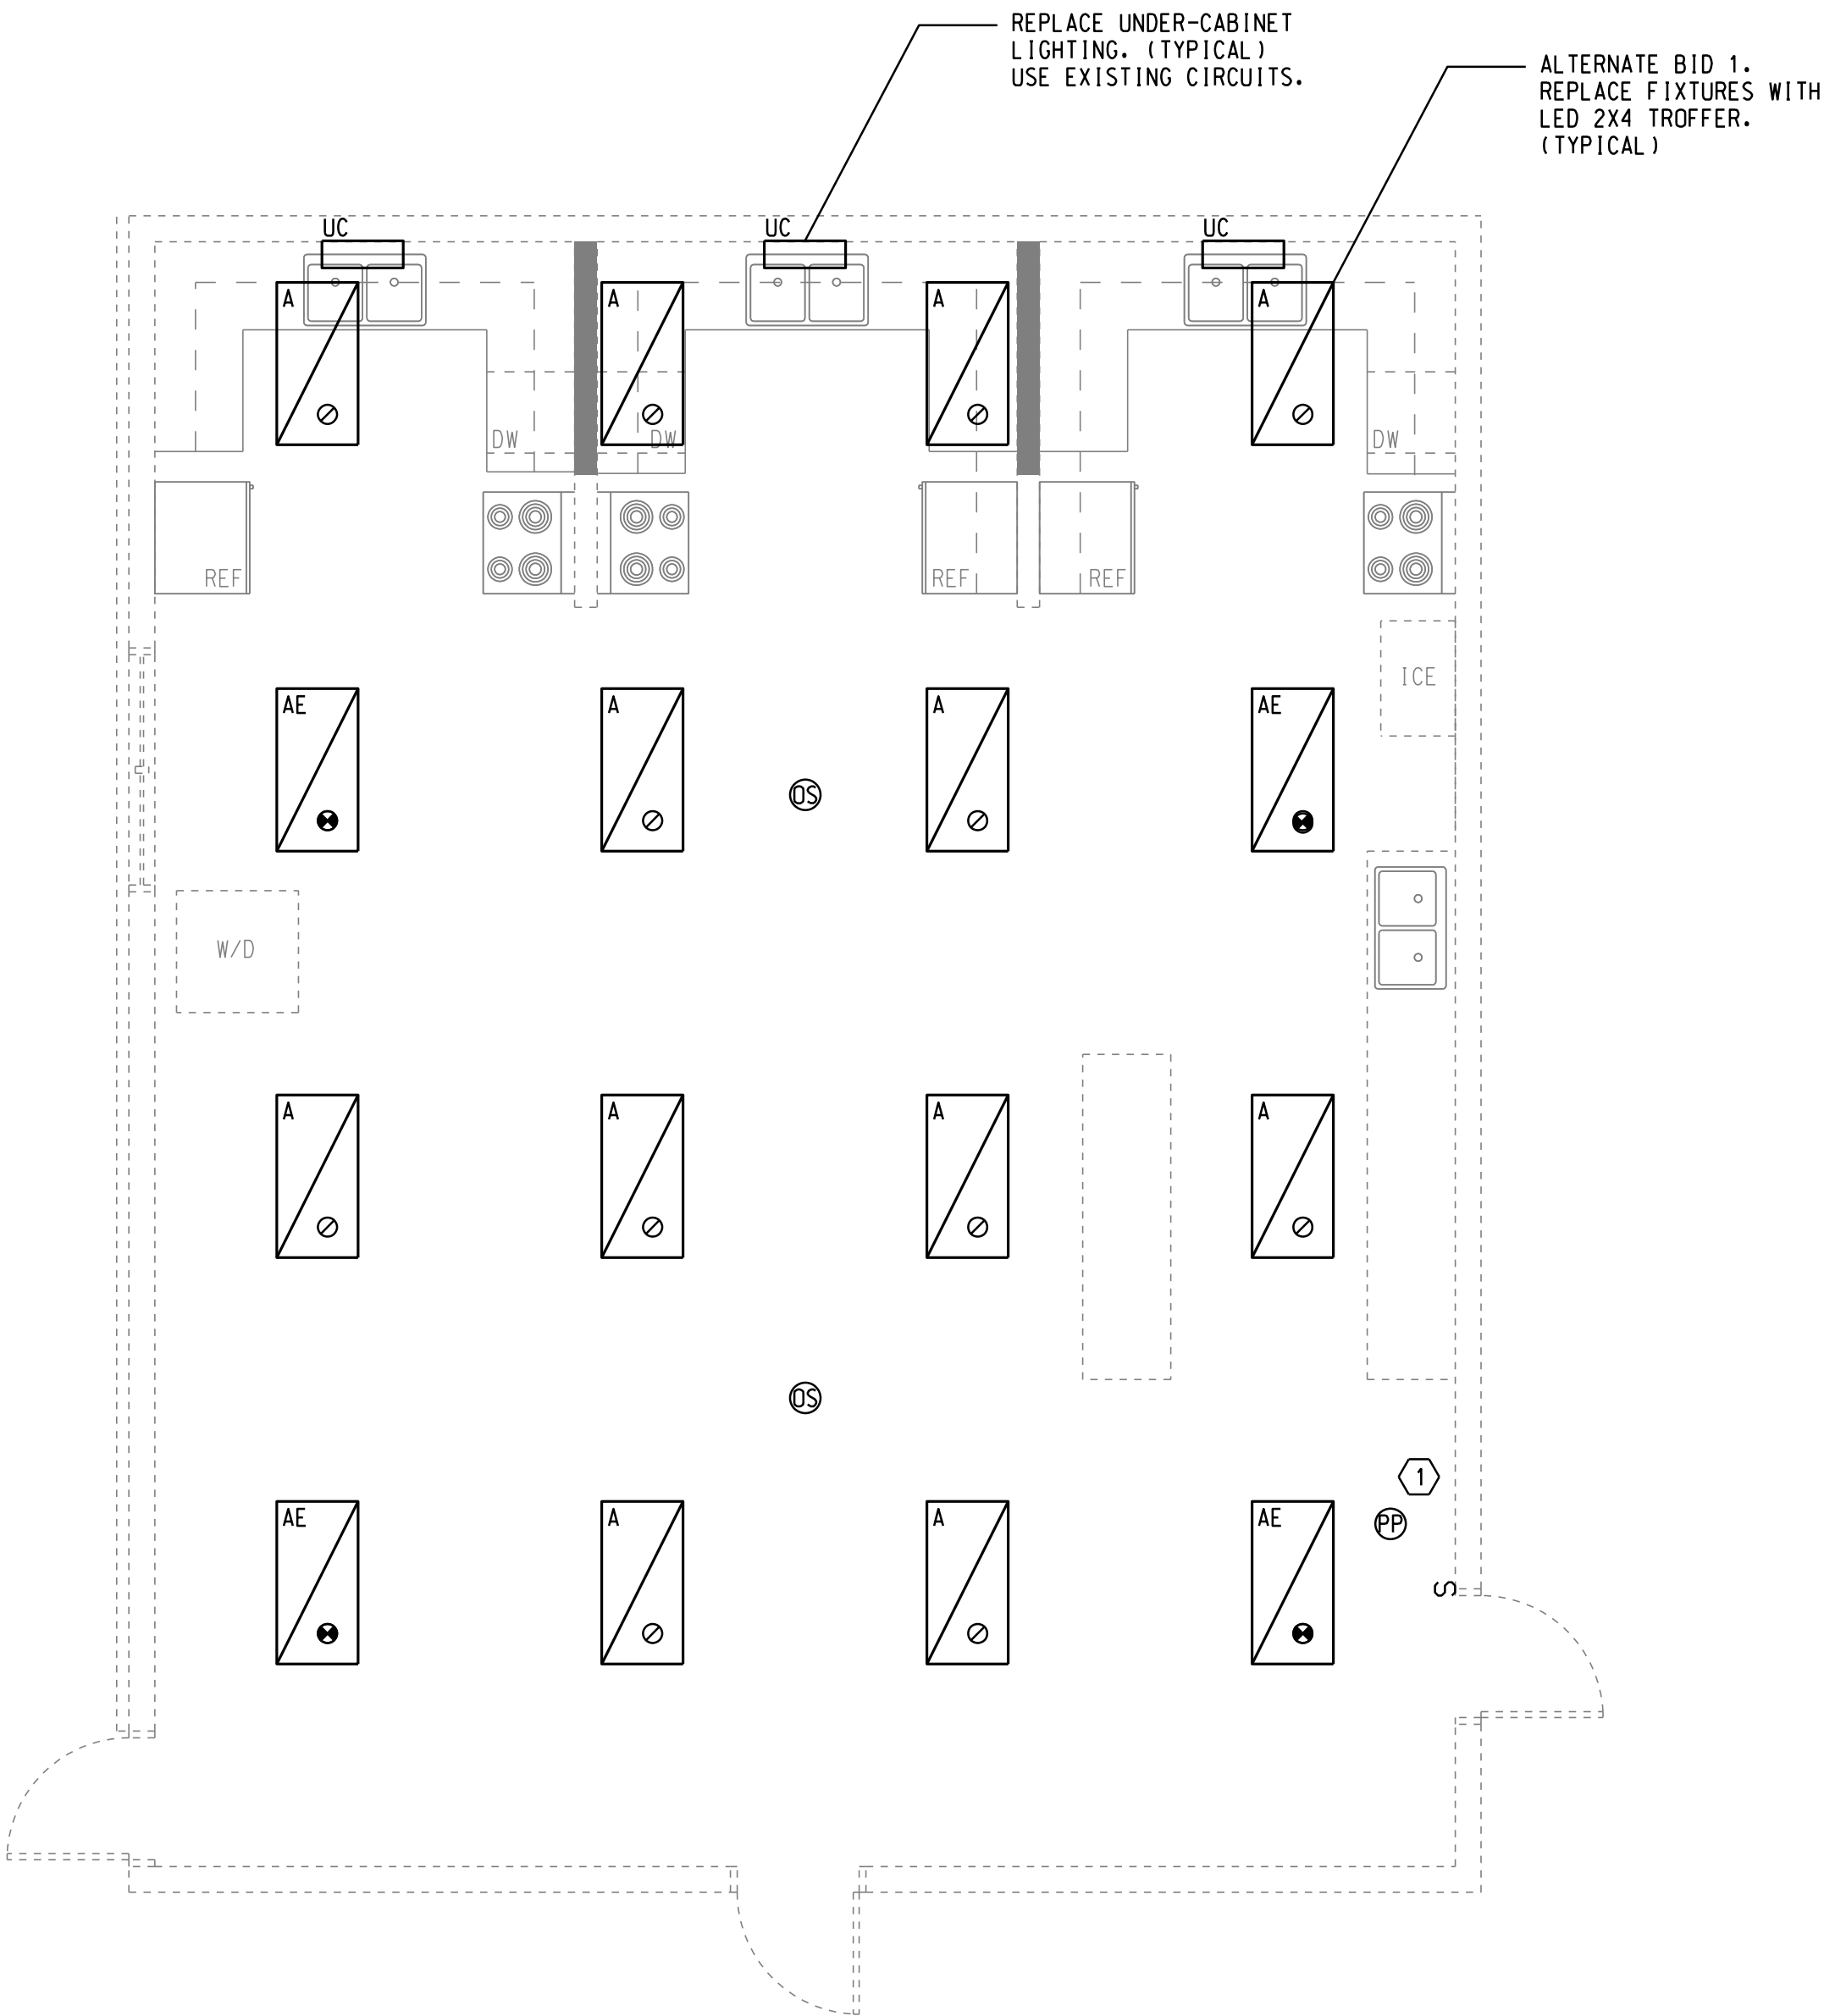 REPLACE UNDER-CABINET
LIGHTING. (TYPICAL)
USE EXISTING CIRCUITS.
ALTERNATE BID 1.
REPLACE FIXTURES WITH
LED 2X4 TROFFER.
(TYPICAL)
UC
UC
UC
A
A
A
A
DW
DW
DW
REF
REF
REF
ICE
AE
A
A
AE
OS
W/D
A
A
A
A
OS
1
PP
AE
A
A
AE
S